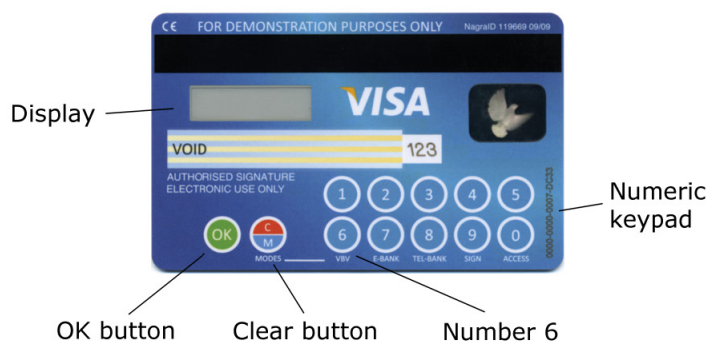 CE FOR DEMONSTRATION PURPOSES ONLY NagraID 119669 09/09
Display
VISA
VOID 123
AUTHORISED SIGNATURE
ELECTRONIC USE ONLY
1 2 3 4 5
0000-0000-0007-DC33
Numeric
keypad
OK C M 6 7 8 9 0
MODES VBV E-BANK TEL-BANK SIGN ACCESS
OK button Clear button Number 6